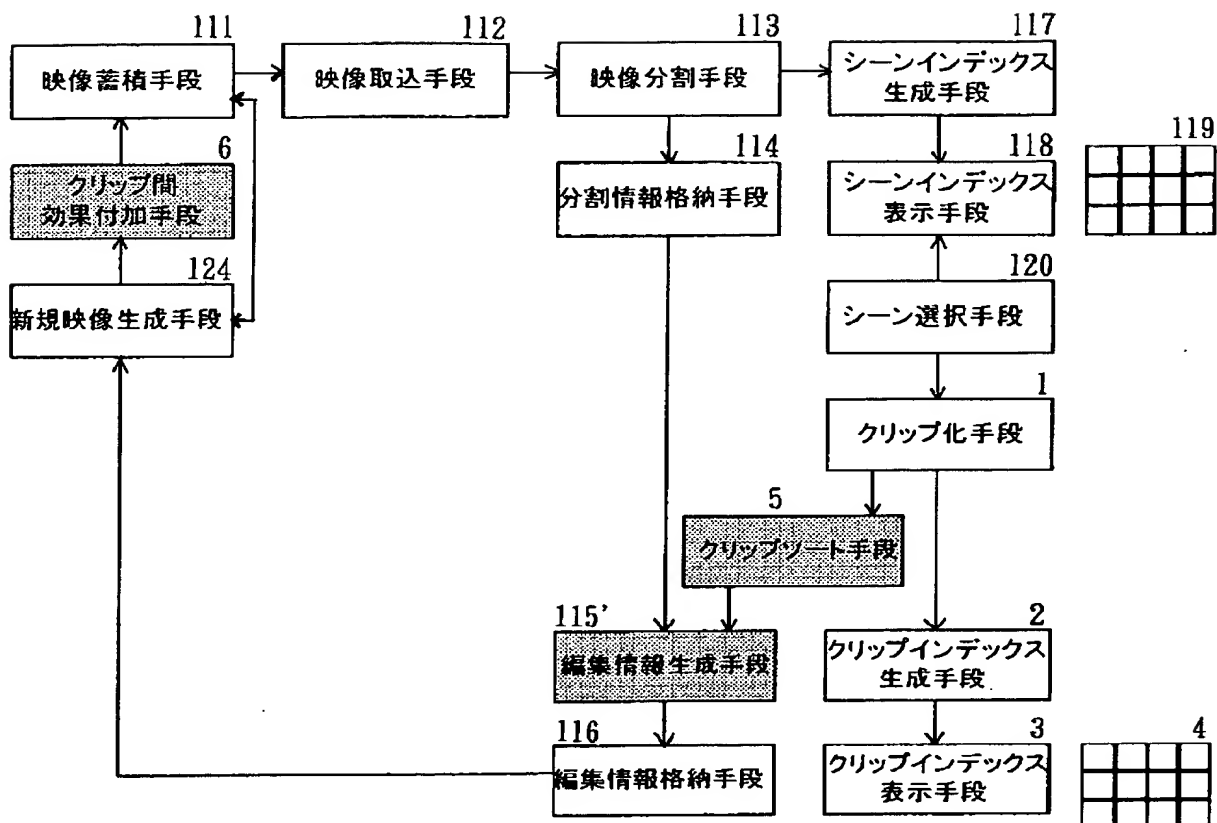 111
映像蓄積手段
112
映像取込手段
113
映像分割手段
117
シーンインデックス
生成手段
6
クリップ間
効果付加手段
114
分割情報格納手段
118
シーンインデックス
表示手段
119
124
新規映像生成手段
120
シーン選択手段
1
クリップ化手段
5
クリップソート手段
115'
編集情報生成手段
2
クリップインデックス
生成手段
116
編集情報格納手段
3
クリップインデックス
表示手段
4